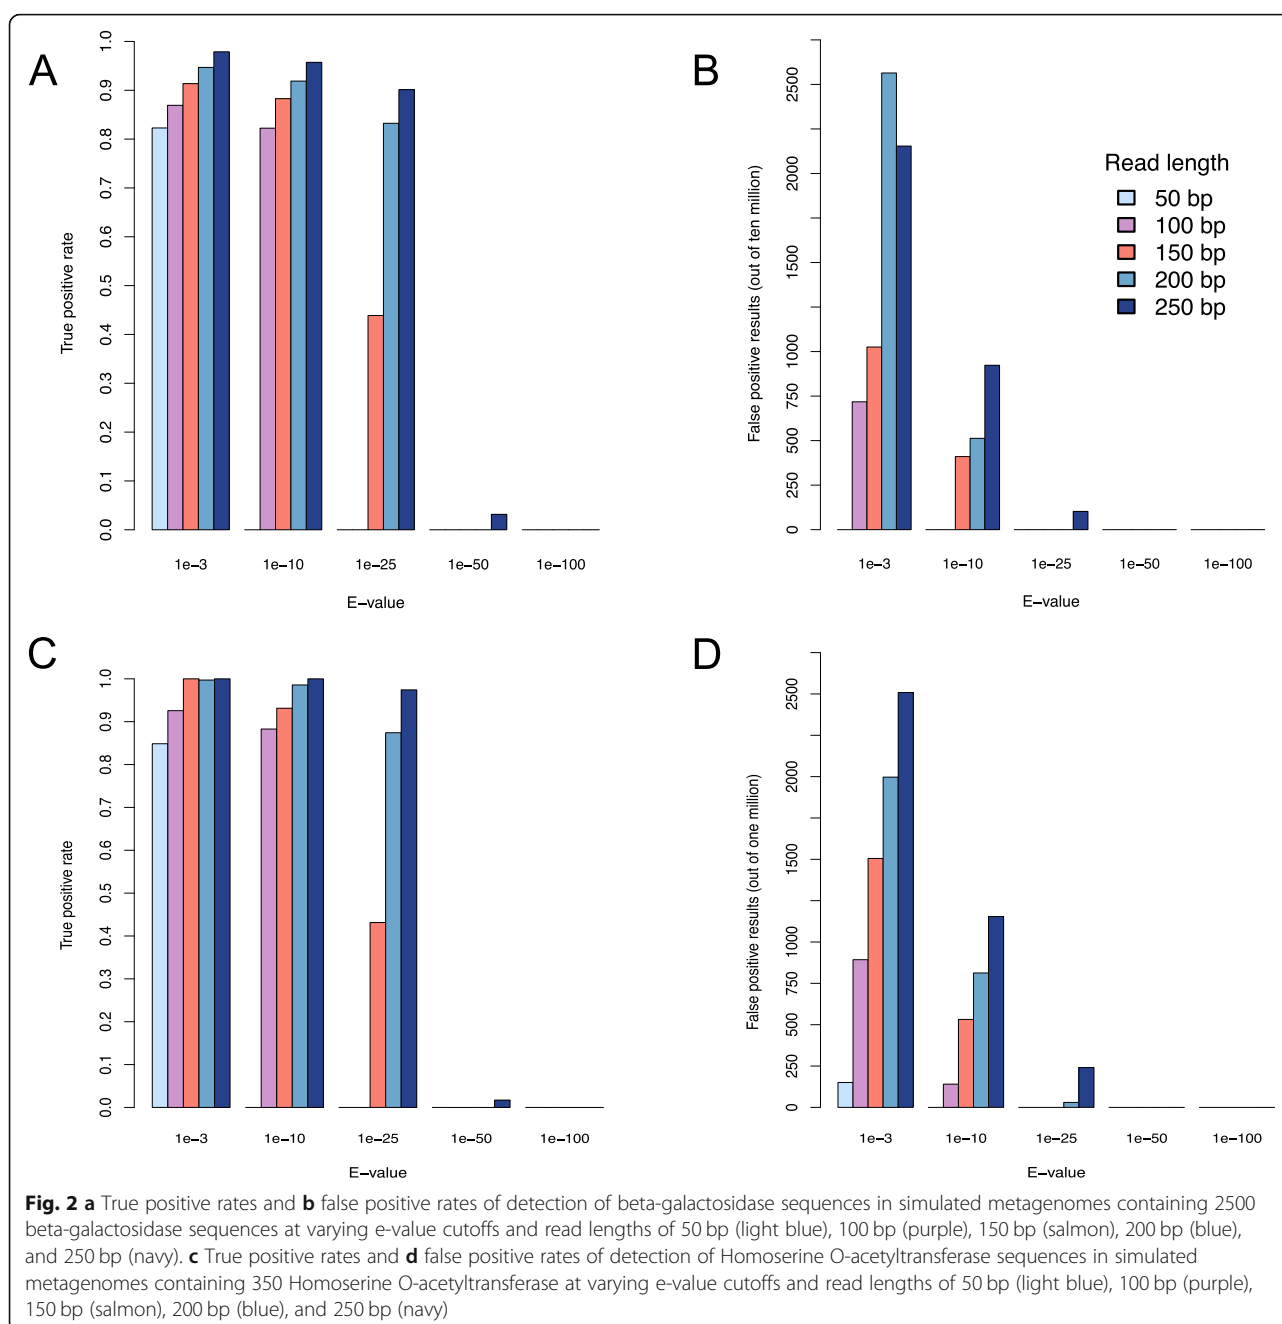 A
1.0
0.9
0.8
0.7
0.6
0.5
0.4
0.3
0.2
0.1
0.0
True positive rate
1e−3 1e−10 1e−25 1e−50 1e−100
E−value
B
2500
2000
1500
1000
750
500
250
0
False positive results (out of ten million)
1e−3 1e−10 1e−25 1e−50 1e−100
E−value
Read length
50 bp
100 bp
150 bp
200 bp
250 bp
C
1.0
0.9
0.8
0.7
0.6
0.5
0.4
0.3
0.2
0.1
0.0
True positive rate
1e−3 1e−10 1e−25 1e−50 1e−100
E−value
D
2500
2000
1500
1000
750
500
250
0
False positive results (out of one million)
1e−3 1e−10 1e−25 1e−50 1e−100
E−value
Fig. 2 a True positive rates and b false positive rates of detection of beta-galactosidase sequences in simulated metagenomes containing 2500
beta-galactosidase sequences at varying e-value cutoffs and read lengths of 50 bp (light blue), 100 bp (purple), 150 bp (salmon), 200 bp (blue),
and 250 bp (navy). c True positive rates and d false positive rates of detection of Homoserine O-acetyltransferase sequences in simulated
metagenomes containing 350 Homoserine O-acetyltransferase at varying e-value cutoffs and read lengths of 50 bp (light blue), 100 bp (purple),
150 bp (salmon), 200 bp (blue), and 250 bp (navy)